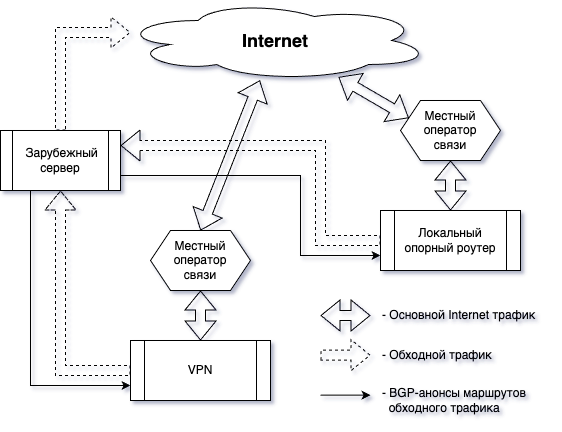 Internet
Местный
оператор
связи
Зарубежный
сервер
Локальный
опорный роутер
Местный
оператор
связи
- Основной Internet трафик
- Обходной трафик
VPN
- BGP-анонсы маршрутов
обходного трафика